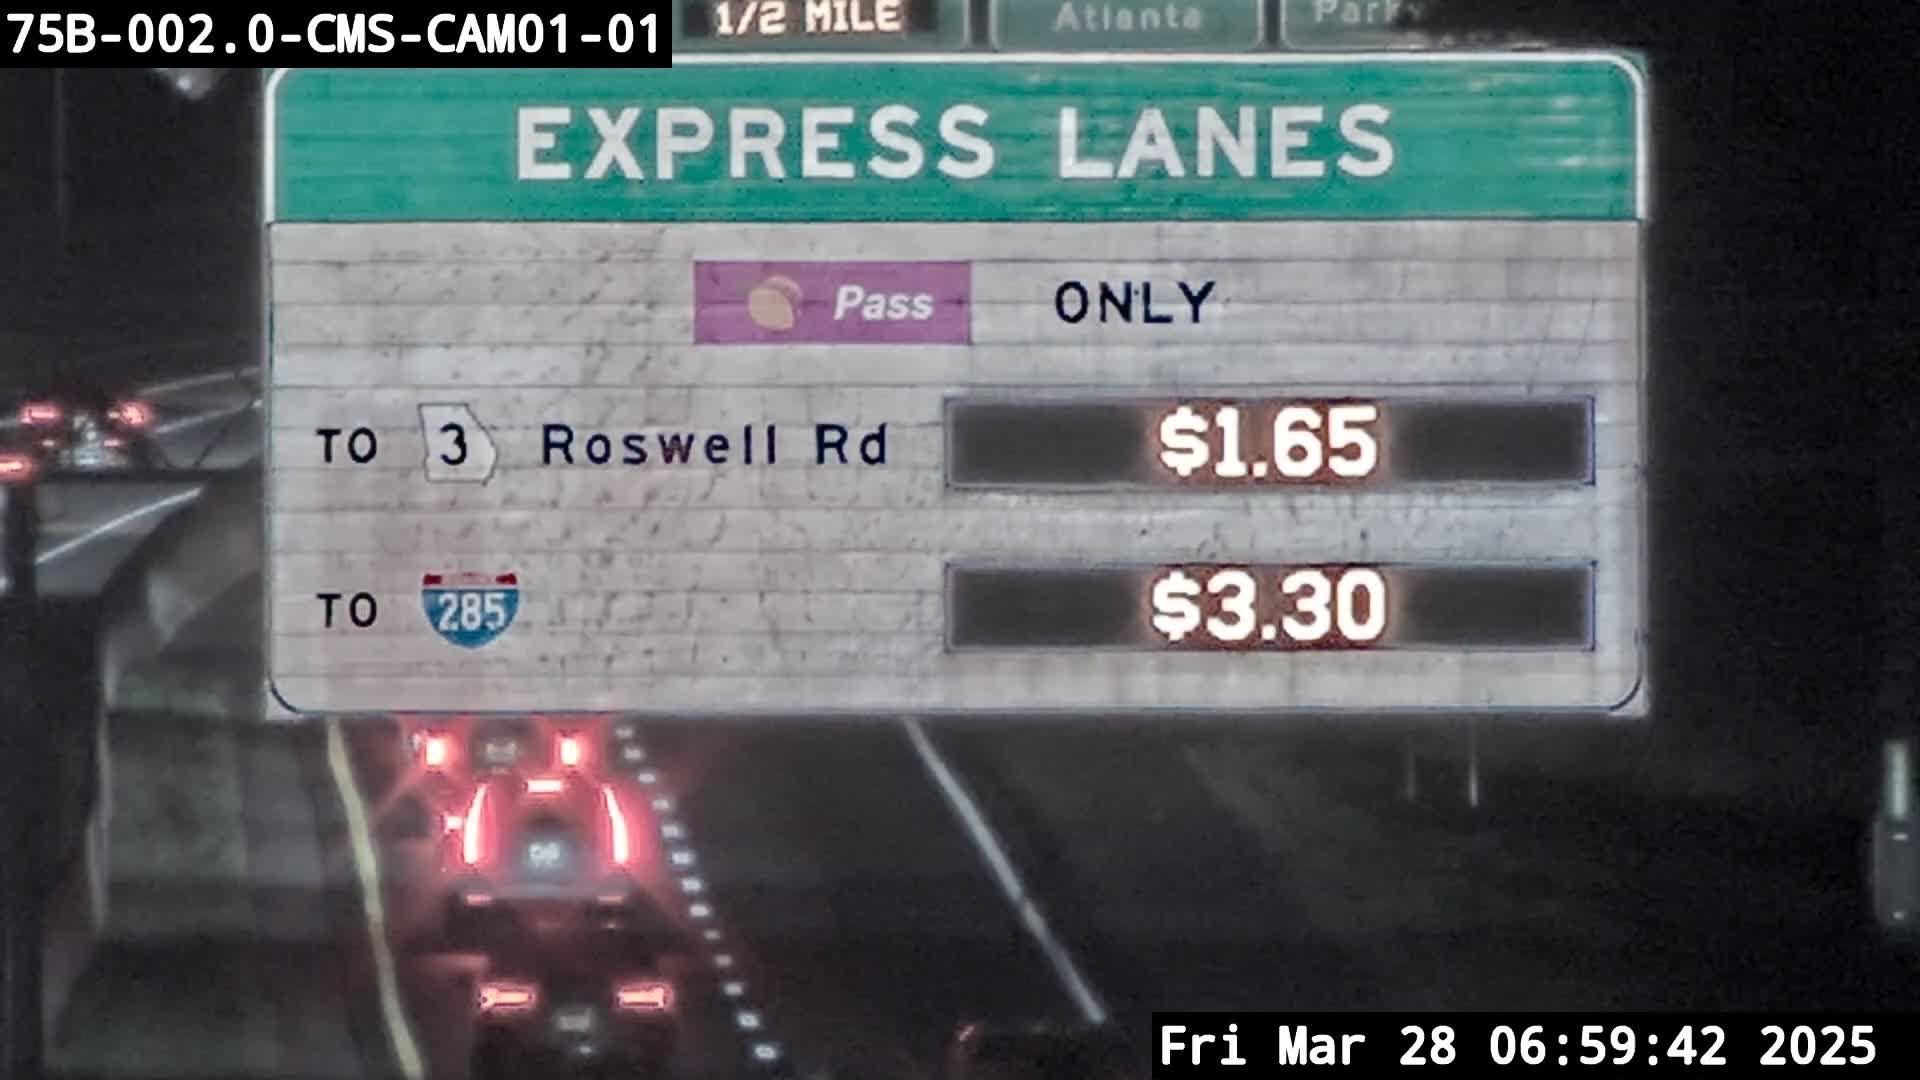 75B-002.0-CMS-CAM01-01
1/2 MILE
Atlanta
EXPRESS LANES
Pass ONLY
TO 3 Roswell Rd $1.65
TO 285 $3.30
Fri Mar 28 06:59:42 2025